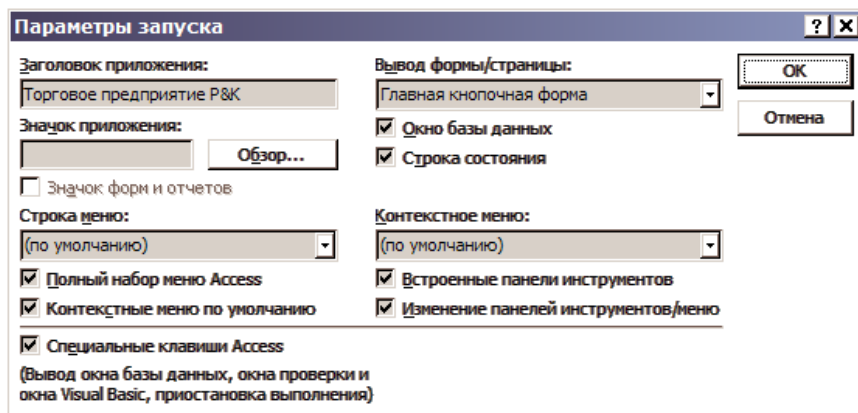 Параметры запуска
Заголовок приложения:
Вывод формы/страницы:
ОК
Торговое предприятие P&K
Главная кнопочная форма
Отмена
Значок приложения:
Окно базы данных
Обзор...
Строка состояния
Значок форм и отчетов
Строка меню:
Контекстное меню:
(по умолчанию)
(по умолчанию)
Полный набор меню Access
Встроенные панели инструментов
Контекстные меню по умолчанию
Изменение панелей инструментов/меню
Специальные клавиши Access
(Вывод окна базы данных, окна проверки и
окна Visual Basic, приостановка выполнения)